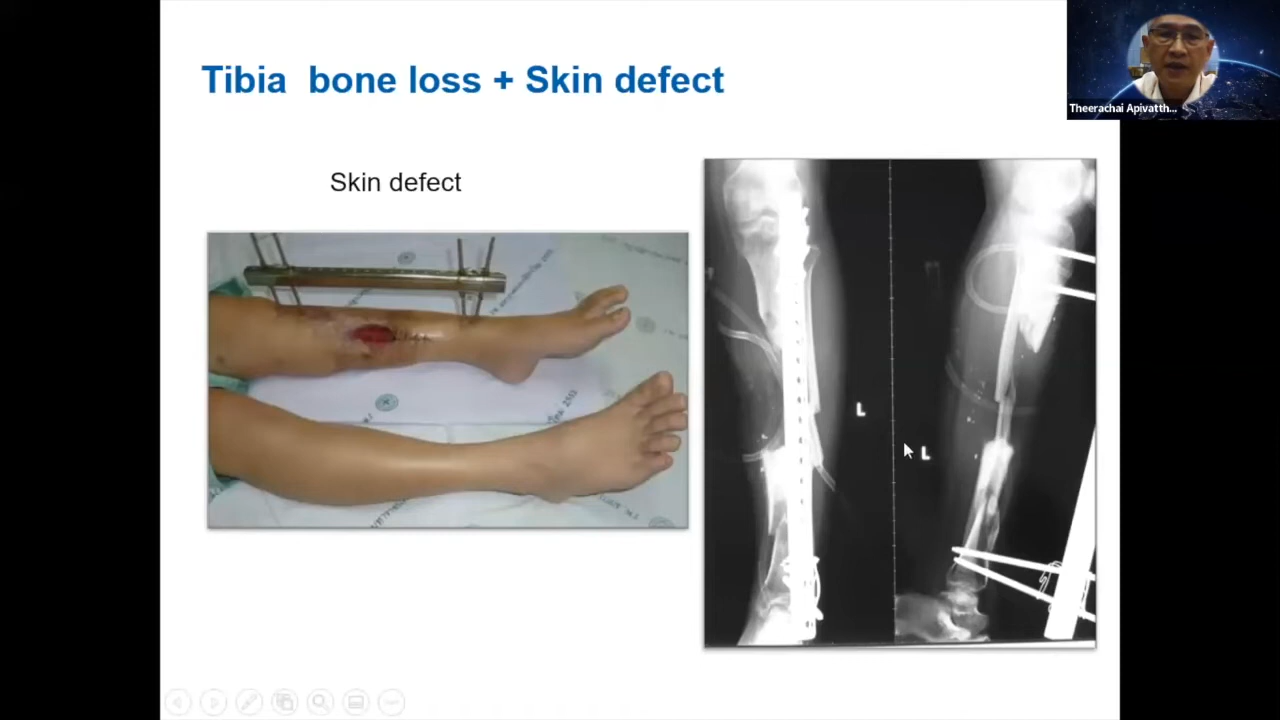 Tibia bone loss + Skin defect
Theerachai Apivatth...
Skin defect
L
L